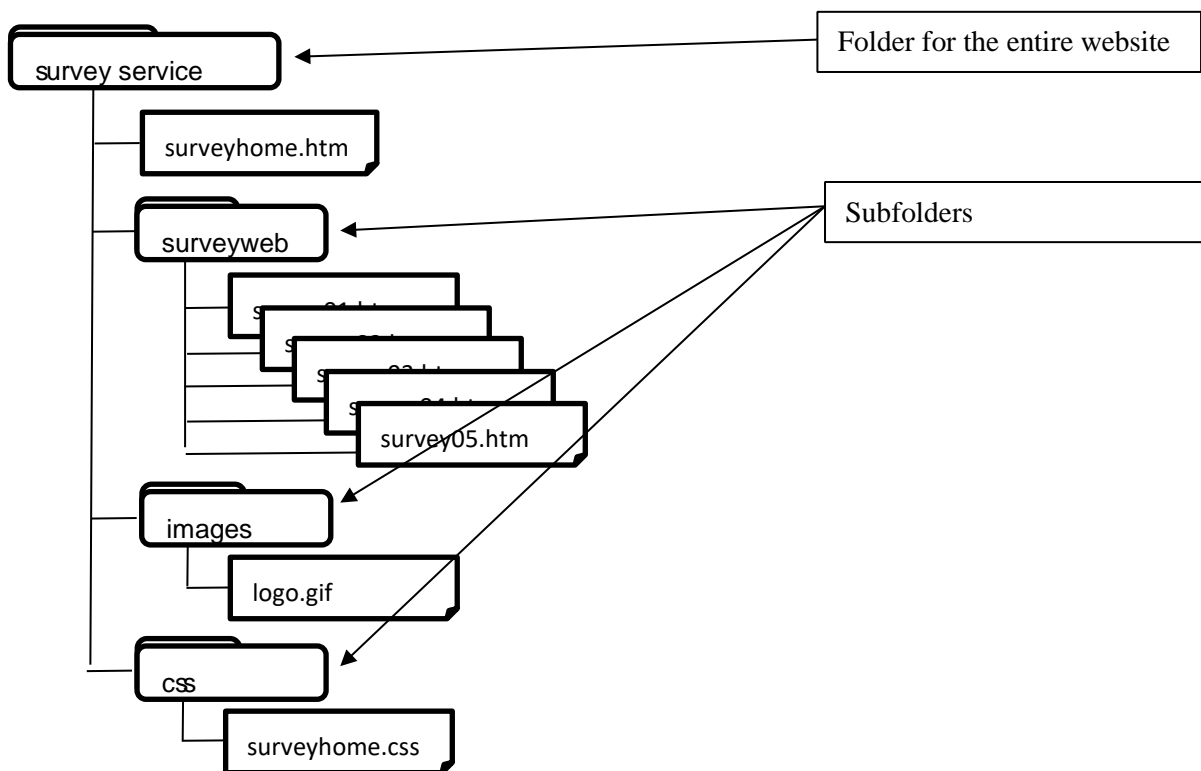 Folder for the entire website
survey service
surveyhome.htm
Subfolders
surveyweb
survey05.htm
images
logo.gif
css
surveyhome.css